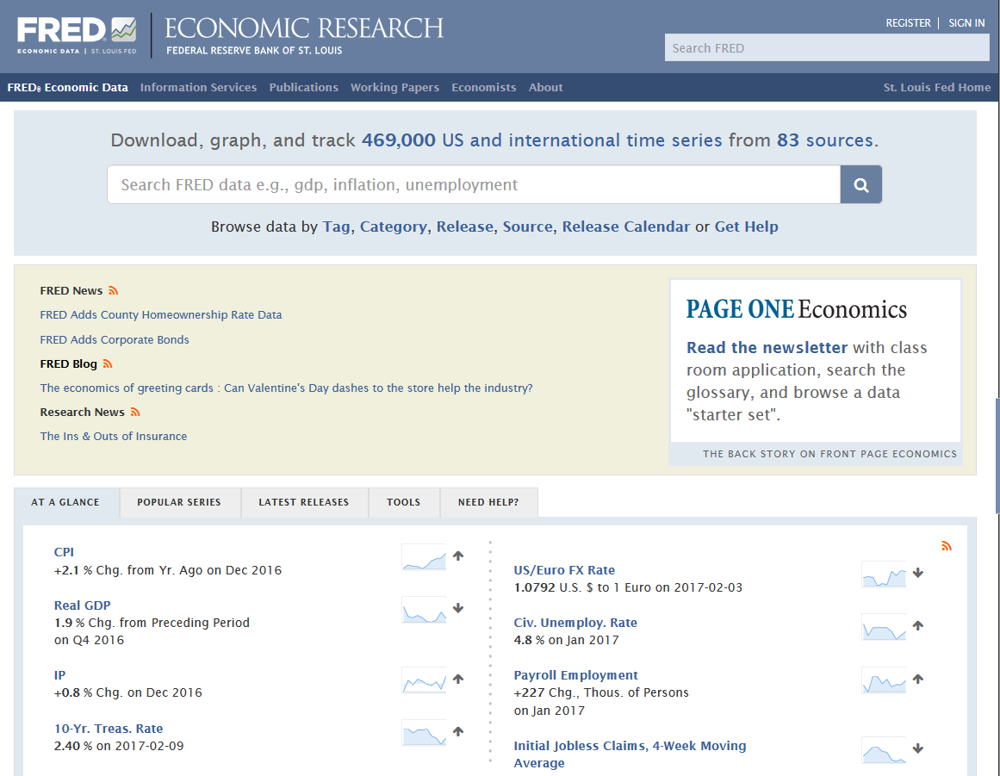 FRED® ECONOMIC RESEARCH
ECONOMIC DATA | ST. LOUIS FED
FEDERAL RESERVE BANK OF ST. LOUIS
REGISTER | SIGN IN
Search FRED
FRED® Economic Data Information Services Publications Working Papers Economists About St. Louis Fed Home
Download, graph, and track 469,000 US and international time series from 83 sources.
Search FRED data e.g., gdp, inflation, unemployment
Browse data by Tag, Category, Release, Source, Release Calendar or Get Help
FRED News
FRED Adds County Homeownership Rate Data
FRED Adds Corporate Bonds
FRED Blog
The economics of greeting cards : Can Valentine's Day dashes to the store help the industry?
Research News
The Ins & Outs of Insurance
PAGE ONE Economics
Read the newsletter with class
room application, search the
glossary, and browse a data
"starter set".
THE BACK STORY ON FRONT PAGE ECONOMICS
AT A GLANCE POPULAR SERIES LATEST RELEASES TOOLS NEED HELP?
CPI
+2.1 % Chg. from Yr. Ago on Dec 2016
Real GDP
1.9 % Chg. from Preceding Period
on Q4 2016
IP
+0.8 % Chg. on Dec 2016
10-Yr. Treas. Rate
2.40 % on 2017-02-09
US/Euro FX Rate
1.0792 U.S. $ to 1 Euro on 2017-02-03
Civ. Unemploy. Rate
4.8 % on Jan 2017
Payroll Employment
+227 Chg., Thous. of Persons
on Jan 2017
Initial Jobless Claims, 4-Week Moving
Average